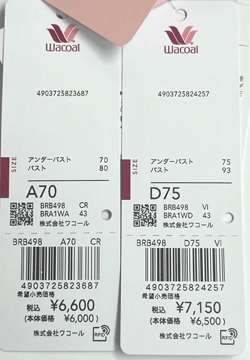 Wacoal
4903725823687
SIZE
アンダーバスト 70
バスト 80
A70
BRB498 CR
BRA1WA 43
株式会社ワコール
BRB498 A70 CR
4903725823687
希望小売価格
税込 ¥6,600
(本体価格 ¥6,000)
株式会社ワコール
RFID
Wacoal
4903725824257
SIZE
アンダーバスト 75
バスト 93
D75
BRB498 VI
BRA1WD 43
株式会社ワコール
BRB498 D75 VI
4903725824257
希望小売価格
税込 ¥7,150
(本体価格 ¥6,500)
株式会社ワコール
RFID